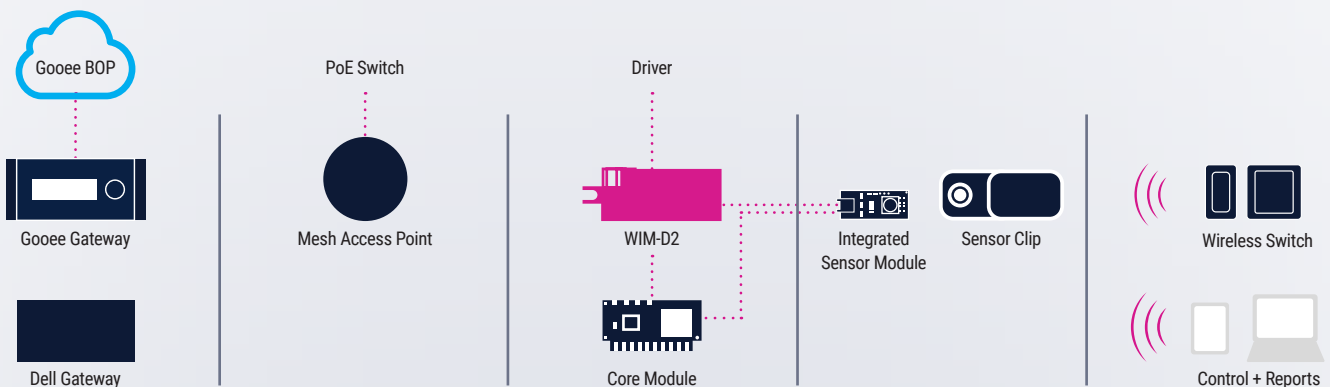 Gooee BOP
PoE Switch
Driver
Gooee Gateway
Mesh Access Point
WIM-D2
Integrated
Sensor Module
Sensor Clip
Wireless Switch
Dell Gateway
Core Module
Control + Reports